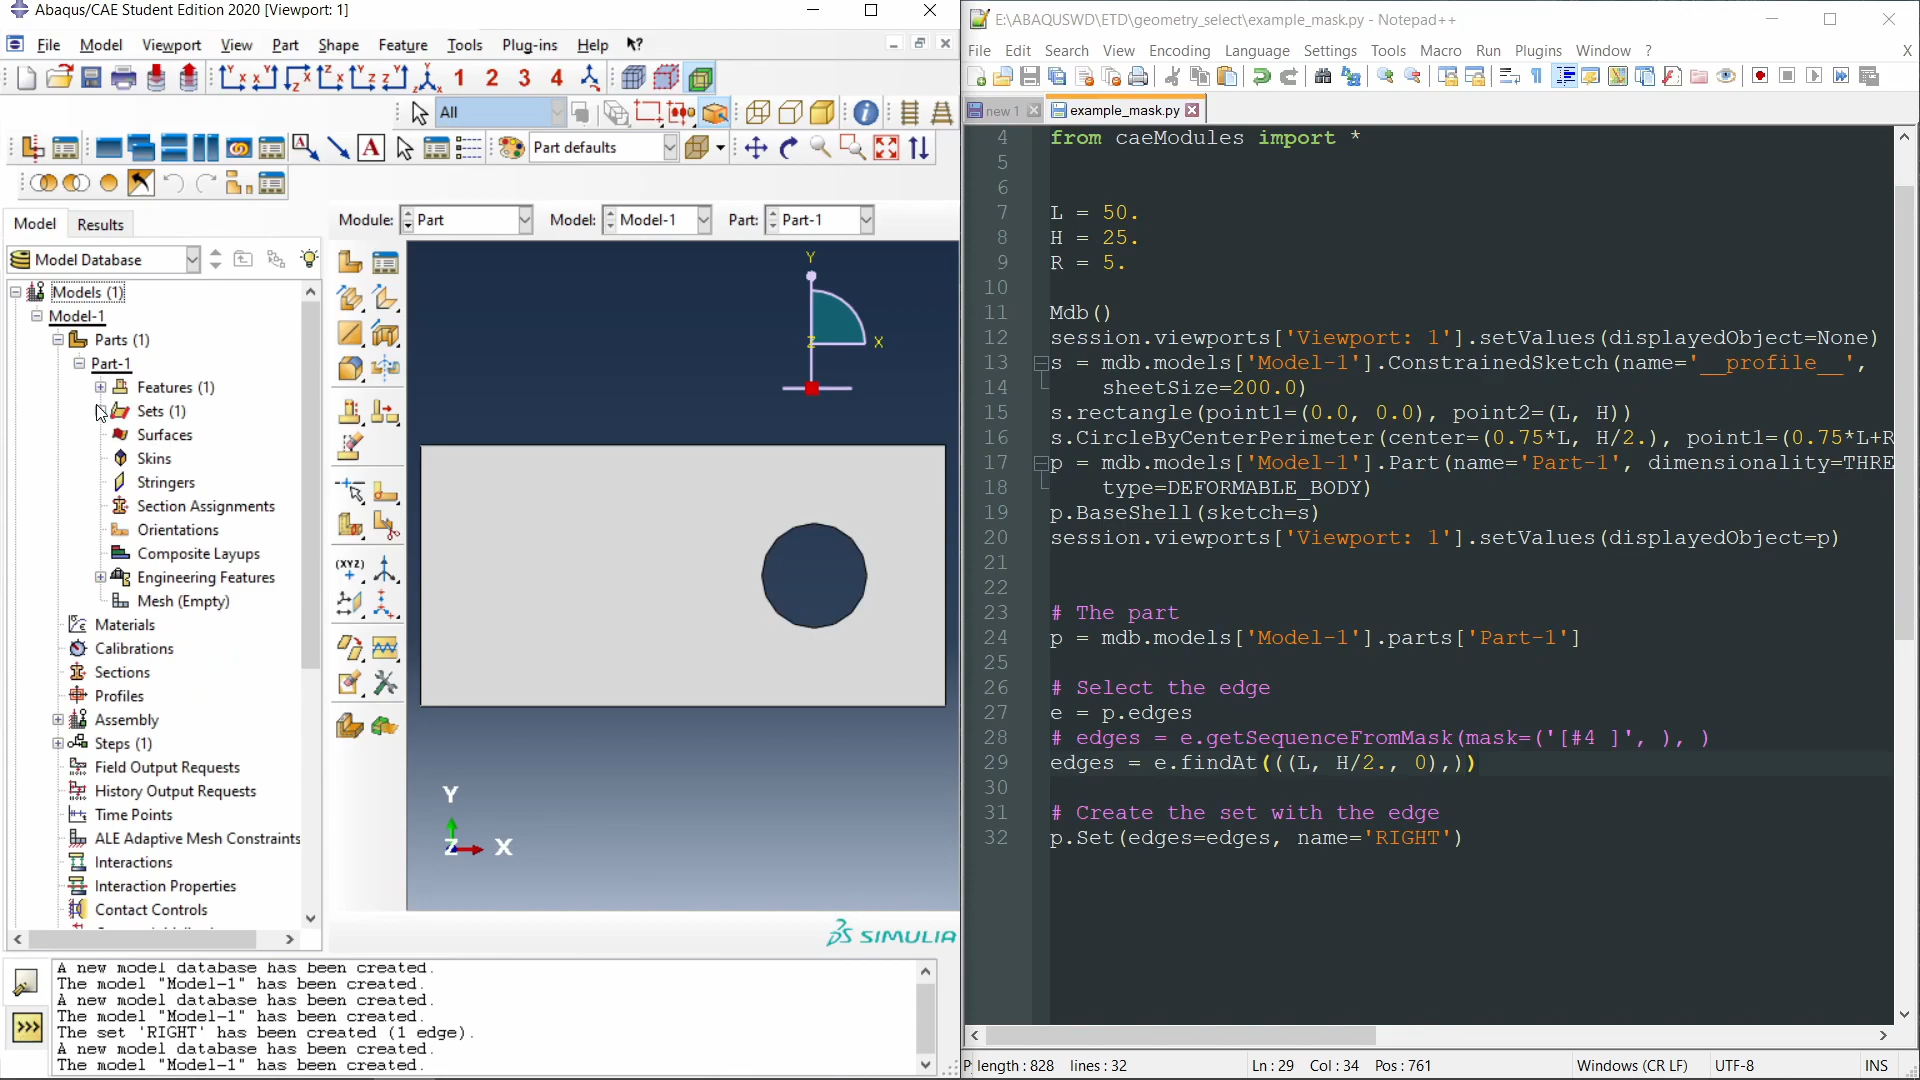 Abaqus/CAE Student Edition 2020 [Viewport: 1]
File Model Viewport View Part Shape Feature Tools Plug-ins Help
1 2 3 4
All
A Part defaults
Model Results
Module: Part Model: Model-1 Part: Part-1
Model Database
Models (1)
Model-1
Parts (1)
Part-1
Features (1)
Sets (1)
Surfaces
Skins
Stringers
Section Assignments
Orientations
Composite Layups
Engineering Features
Mesh (Empty)
Materials
Calibrations
Sections
Profiles
Assembly
Steps (1)
Field Output Requests
History Output Requests
Time Points
ALE Adaptive Mesh Constraints
Interactions
Interaction Properties
Contact Controls
(XYZ)
Y
X
Z
Y
Z X
SIMULIA
A new model database has been created.
The model "Model-1" has been created.
A new model database has been created.
The model "Model-1" has been created.
The set 'RIGHT' has been created (1 edge).
A new model database has been created.
The model "Model-1" has been created.
>>>
E:\ABAQUSWD\ETD\geometry_select\example_mask.py - Notepad++
File Edit Search View Encoding Language Settings Tools Macro Run Plugins Window ? X
new 1 example_mask.py
4 from caeModules import *
5
6
7 L = 50.
8 H = 25.
9 R = 5.
10
11 Mdb()
12 session.viewports['Viewport: 1'].setValues(displayedObject=None)
13 s = mdb.models['Model-1'].ConstrainedSketch(name='__profile__',
14 sheetSize=200.0)
15 s.rectangle(point1=(0.0, 0.0), point2=(L, H))
16 s.CircleByCenterPerimeter(center=(0.75*L, H/2.), point1=(0.75*L+R
17 p = mdb.models['Model-1'].Part(name='Part-1', dimensionality=THRE
18 type=DEFORMABLE_BODY)
19 p.BaseShell(sketch=s)
20 session.viewports['Viewport: 1'].setValues(displayedObject=p)
21
22
23 # The part
24 p = mdb.models['Model-1'].parts['Part-1']
25
26 # Select the edge
27 e = p.edges
28 # edges = e.getSequenceFromMask(mask=('[#4 ]', ), )
29 edges = e.findAt(((L, H/2., 0),))
30
31 # Create the set with the edge
32 p.Set(edges=edges, name='RIGHT')
P length : 828 lines : 32 Ln : 29 Col : 34 Pos : 761 Windows (CR LF) UTF-8 INS